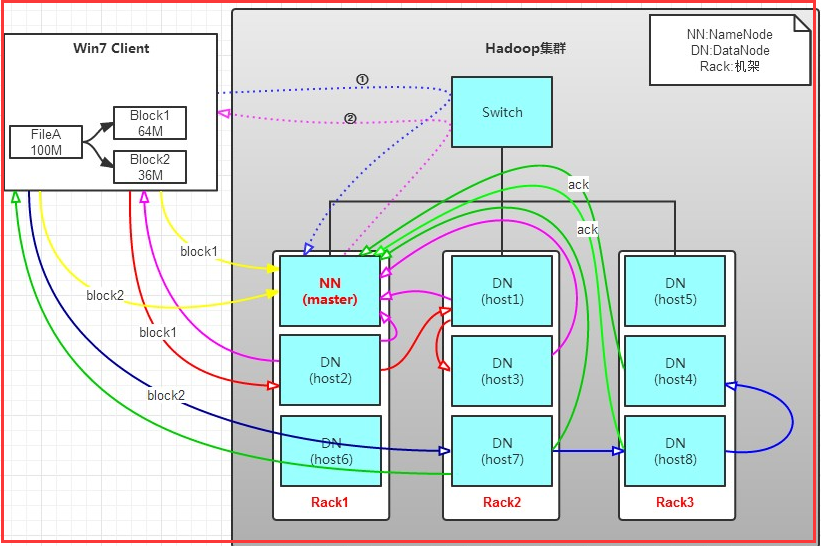 Win7 Client
Hadoop集群
NN:NameNode
DN:DataNode
Rack:机架
①
②
Block1
64M
FileA
100M
Block2
36M
Switch
ack
ack
block1
block2
block1
block2
NN
(master)
DN
(host1)
DN
(host5)
DN
(host2)
DN
(host3)
DN
(host4)
DN
(host6)
DN
(host7)
DN
(host8)
Rack1
Rack2
Rack3